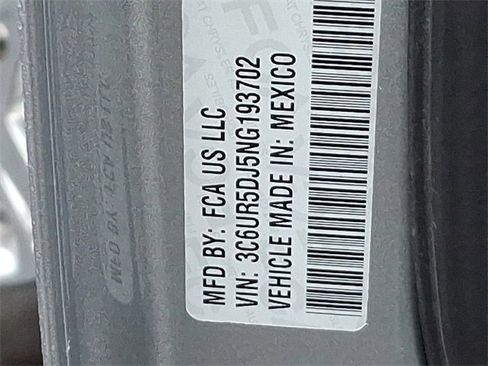 MFD BY: FCA US LLC
VIN: 3C6UR5DJ5NG193702
VEHICLE MADE IN: MEXICO